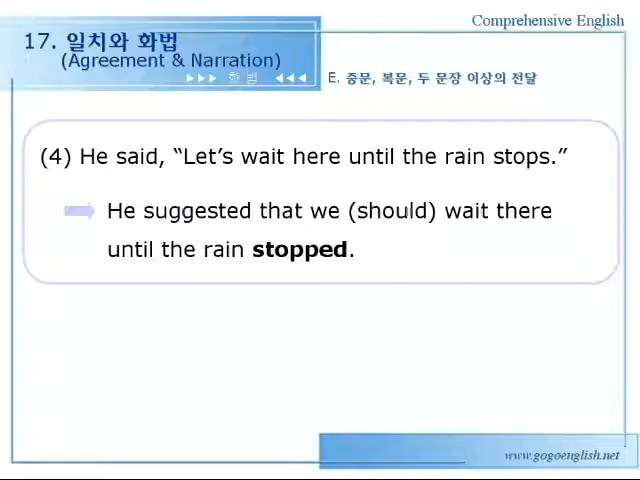 Comprehensive English
17. 일치와 화법
(Agreement & Narration)
▶▶▶ 화 법 ◀◀◀
E. 중문, 복문, 두 문장 이상의 전달
(4) He said, “Let’s wait here until the rain stops.”
He suggested that we (should) wait there
until the rain stopped.
www.gogoenglish.net